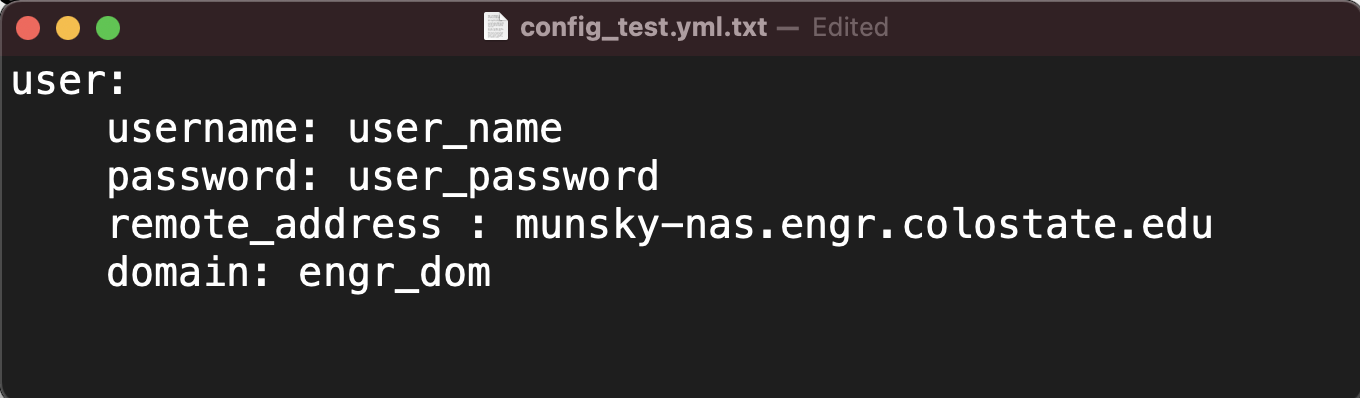 config_test.yml.txt — Edited
user:
    username: user_name
    password: user_password
    remote_address : munsky-nas.engr.colostate.edu
    domain: engr_dom